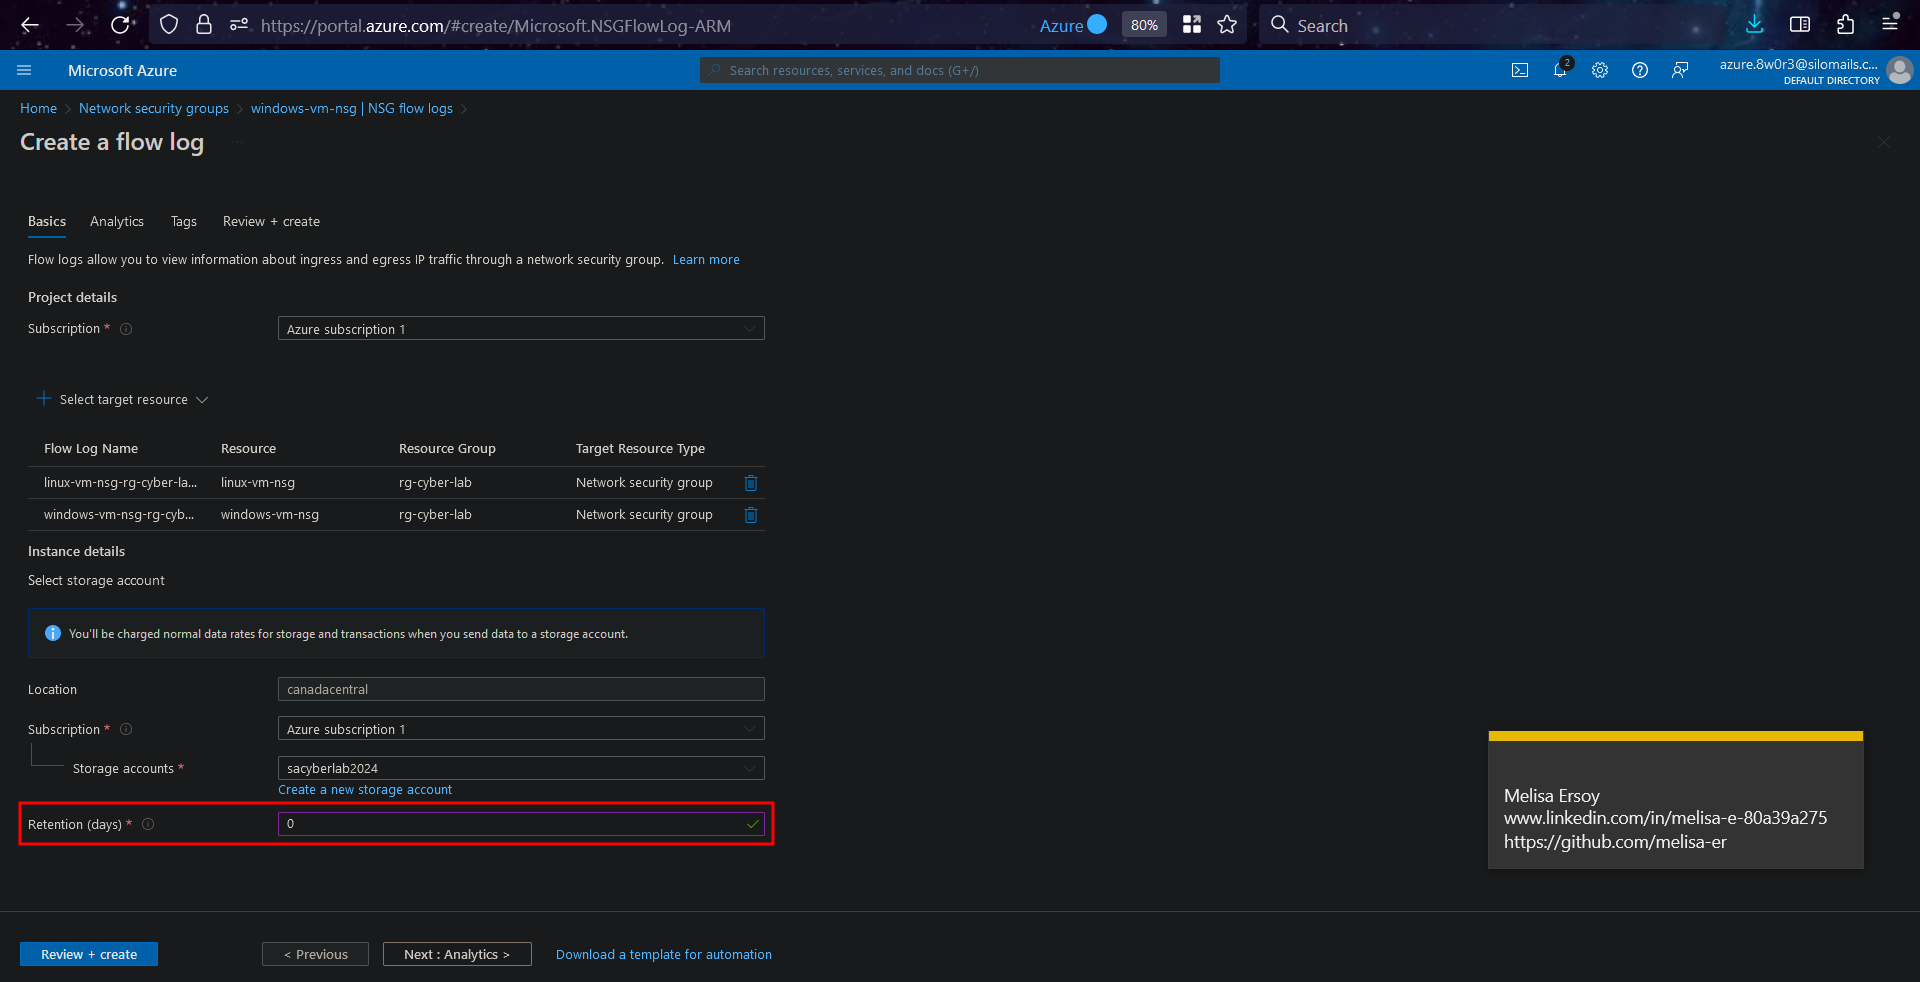 https://portal.azure.com/#create/Microsoft.NSGFlowLog-ARM Azure 80% Search
Microsoft Azure Search resources, services, and docs (G+/) 2 azure.8w0r3@silomails.c...
DEFAULT DIRECTORY
Home > Network security groups > windows-vm-nsg | NSG flow logs >
Create a flow log ...
Basics Analytics Tags Review + create
Flow logs allow you to view information about ingress and egress IP traffic through a network security group. Learn more
Project details
Subscription * Azure subscription 1
+ Select target resource
Flow Log Name Resource Resource Group Target Resource Type
linux-vm-nsg-rg-cyber-la... linux-vm-nsg rg-cyber-lab Network security group
windows-vm-nsg-rg-cyb... windows-vm-nsg rg-cyber-lab Network security group
Instance details
Select storage account
You'll be charged normal data rates for storage and transactions when you send data to a storage account.
Location canadacentral
Subscription * Azure subscription 1
Storage accounts * sacyberlab2024
Create a new storage account
Retention (days) * 0
Melisa Ersoy
www.linkedin.com/in/melisa-e-80a39a275
https://github.com/melisa-er
Review + create < Previous Next : Analytics > Download a template for automation